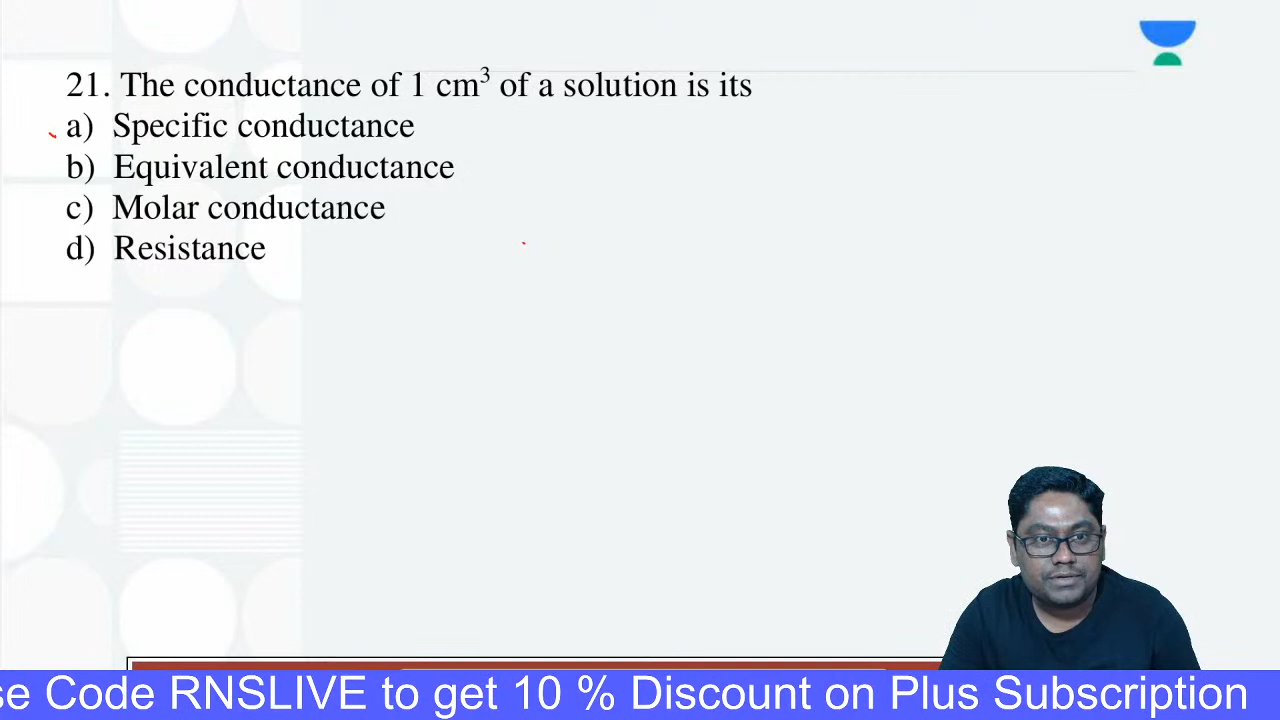 21. The conductance of 1 cm³ of a solution is its
a) Specific conductance
b) Equivalent conductance
c) Molar conductance
d) Resistance
se Code RNSLIVE to get 10 % Discount on Plus Subscription